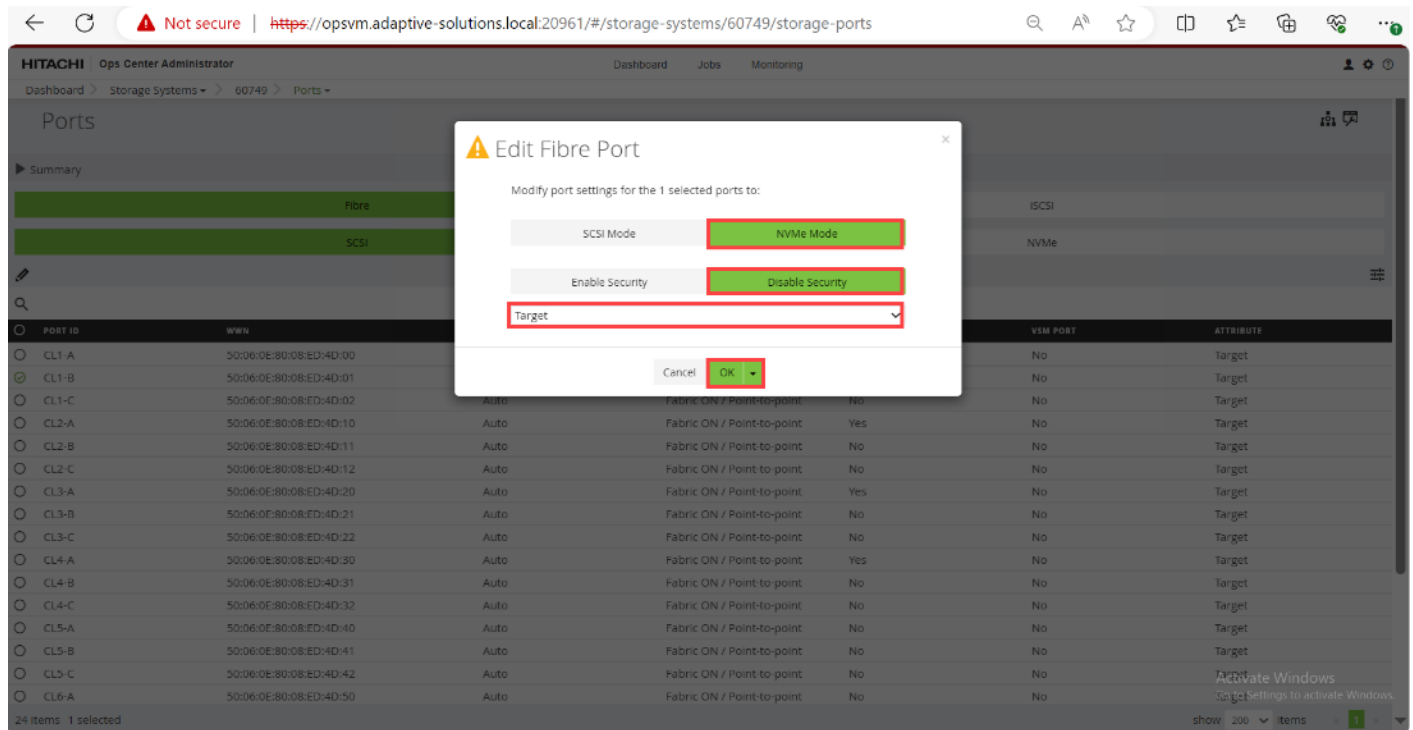 Not secure | https://opsvm.adaptive-solutions.local:20961/#/storage-systems/60749/storage-ports
HITACHI Ops Center Administrator Dashboard Jobs Monitoring
Dashboard > Storage Systems > 60749 > Ports
Ports
Summary
Fibre iSCSI
SCSI NVMe
Edit Fibre Port ×
Modify port settings for the 1 selected ports to:
SCSI Mode NVMe Mode
Enable Security Disable Security
Target
Cancel OK
PORT ID WWN VSM PORT ATTRIBUTE
CL1-A 50:06:0E:80:08:ED:4D:00 No Target
CL1-B 50:06:0E:80:08:ED:4D:01 No Target
CL1-C 50:06:0E:80:08:ED:4D:02 Auto Fabric ON / Point-to-point No No Target
CL2-A 50:06:0E:80:08:ED:4D:10 Auto Fabric ON / Point-to-point Yes No Target
CL2-B 50:06:0E:80:08:ED:4D:11 Auto Fabric ON / Point-to-point No No Target
CL2-C 50:06:0E:80:08:ED:4D:12 Auto Fabric ON / Point-to-point No No Target
CL3-A 50:06:0E:80:08:ED:4D:20 Auto Fabric ON / Point-to-point Yes No Target
CL3-B 50:06:0E:80:08:ED:4D:21 Auto Fabric ON / Point-to-point No No Target
CL3-C 50:06:0E:80:08:ED:4D:22 Auto Fabric ON / Point-to-point No No Target
CL4-A 50:06:0E:80:08:ED:4D:30 Auto Fabric ON / Point-to-point Yes No Target
CL4-B 50:06:0E:80:08:ED:4D:31 Auto Fabric ON / Point-to-point No No Target
CL4-C 50:06:0E:80:08:ED:4D:32 Auto Fabric ON / Point-to-point No No Target
CL5-A 50:06:0E:80:08:ED:4D:40 Auto Fabric ON / Point-to-point No No Target
CL5-B 50:06:0E:80:08:ED:4D:41 Auto Fabric ON / Point-to-point No No Target
CL5-C 50:06:0E:80:08:ED:4D:42 Auto Fabric ON / Point-to-point No No Target
Activate Windows
CL6-A 50:06:0E:80:08:ED:4D:50 Auto Fabric ON / Point-to-point No No Target
Go to Settings to activate Windows.
24 items 1 selected show 200 items 1